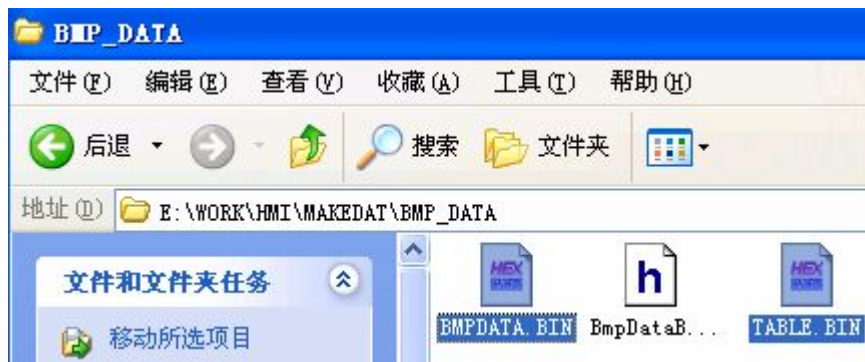 BMP_DATA
文件(F) 编辑(E) 查看(V) 收藏(A) 工具(T) 帮助(H)
后退 搜索 文件夹
地址(D) E:\WORK\HMI\MAKEDAT\BMP_DATA
文件和文件夹任务
移动所选项目
HEX HEX
h
BMPDATA.BIN BmpDataB... TABLE.BIN